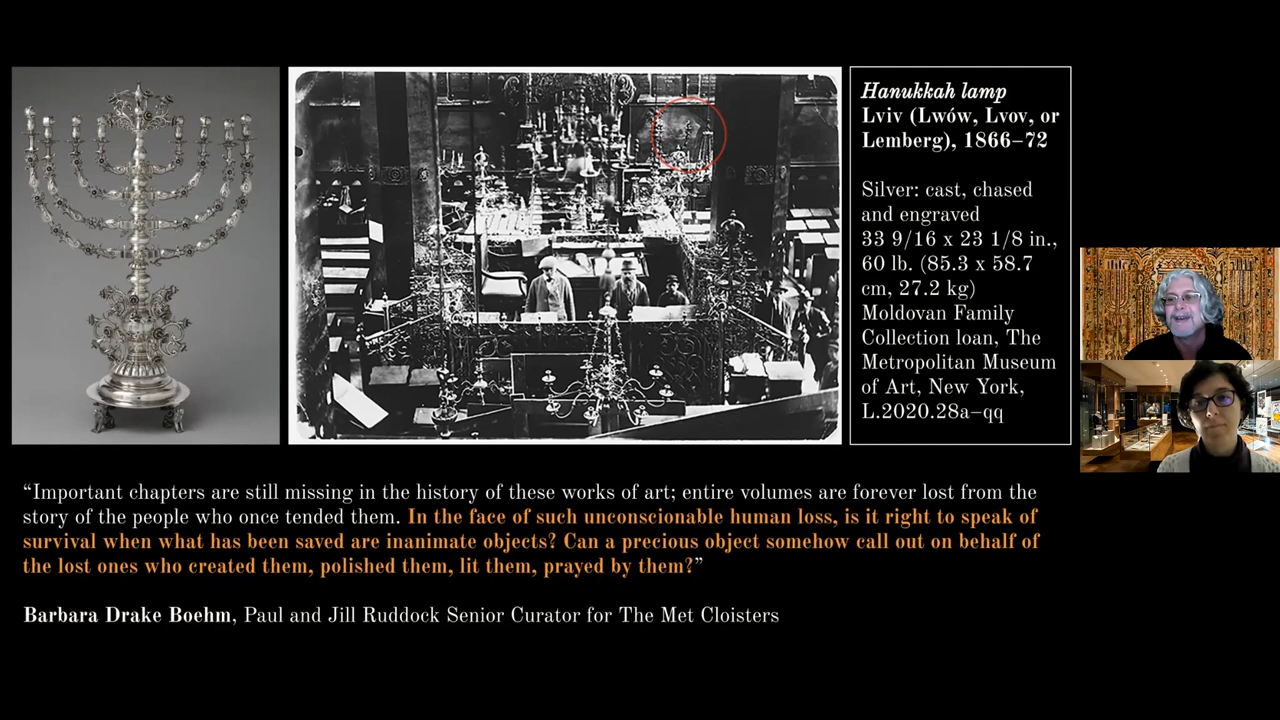 Hanukkah lamp
Lviv (Lwów, Lvov, or
Lemberg), 1866–72
Silver: cast, chased
and engraved
33 9/16 x 23 1/8 in.,
60 lb. (85.3 x 58.7
cm, 27.2 kg)
Moldovan Family
Collection loan, The
Metropolitan Museum
of Art, New York,
L.2020.28a–qq
“Important chapters are still missing in the history of these works of art; entire volumes are forever lost from the
story of the people who once tended them. In the face of such unconscionable human loss, is it right to speak of
survival when what has been saved are inanimate objects? Can a precious object somehow call out on behalf of
the lost ones who created them, polished them, lit them, prayed by them?”
Barbara Drake Boehm, Paul and Jill Ruddock Senior Curator for The Met Cloisters